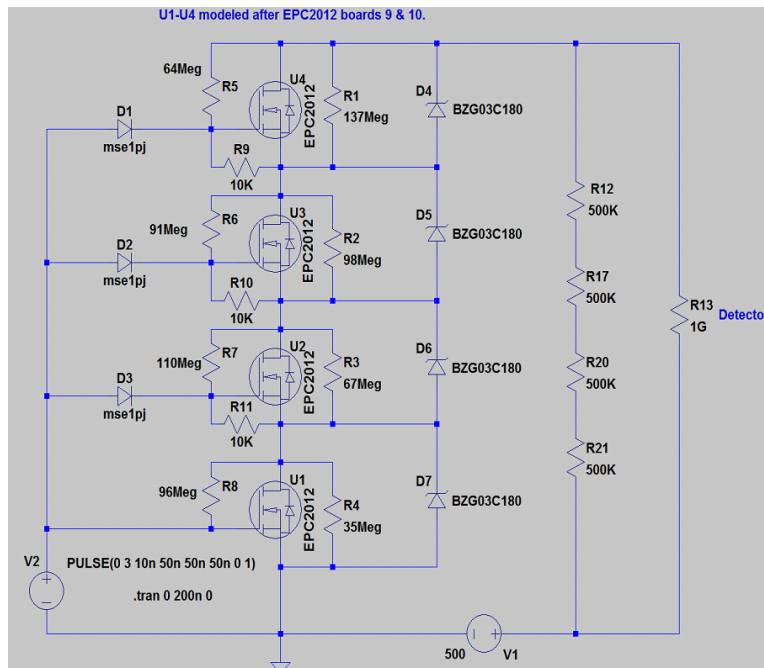 U1-U4 modeled after EPC2012 boards 9 & 10.
64Meg
R5
U4
EPC2012
R1
137Meg
D4
BZG03C180
D1
mse1pj
R9
10K
R12
500K
91Meg
R6
U3
EPC2012
R2
98Meg
D5
BZG03C180
D2
mse1pj
R10
10K
R17
500K
R13
1G
Detecto
110Meg
R7
U2
EPC2012
R3
67Meg
D6
BZG03C180
R20
500K
D3
mse1pj
R11
10K
R21
500K
96Meg
R8
U1
EPC2012
R4
35Meg
D7
BZG03C180
V2
PULSE(0 3 10n 50n 50n 50n 0 1)
.tran 0 200n 0
500
V1